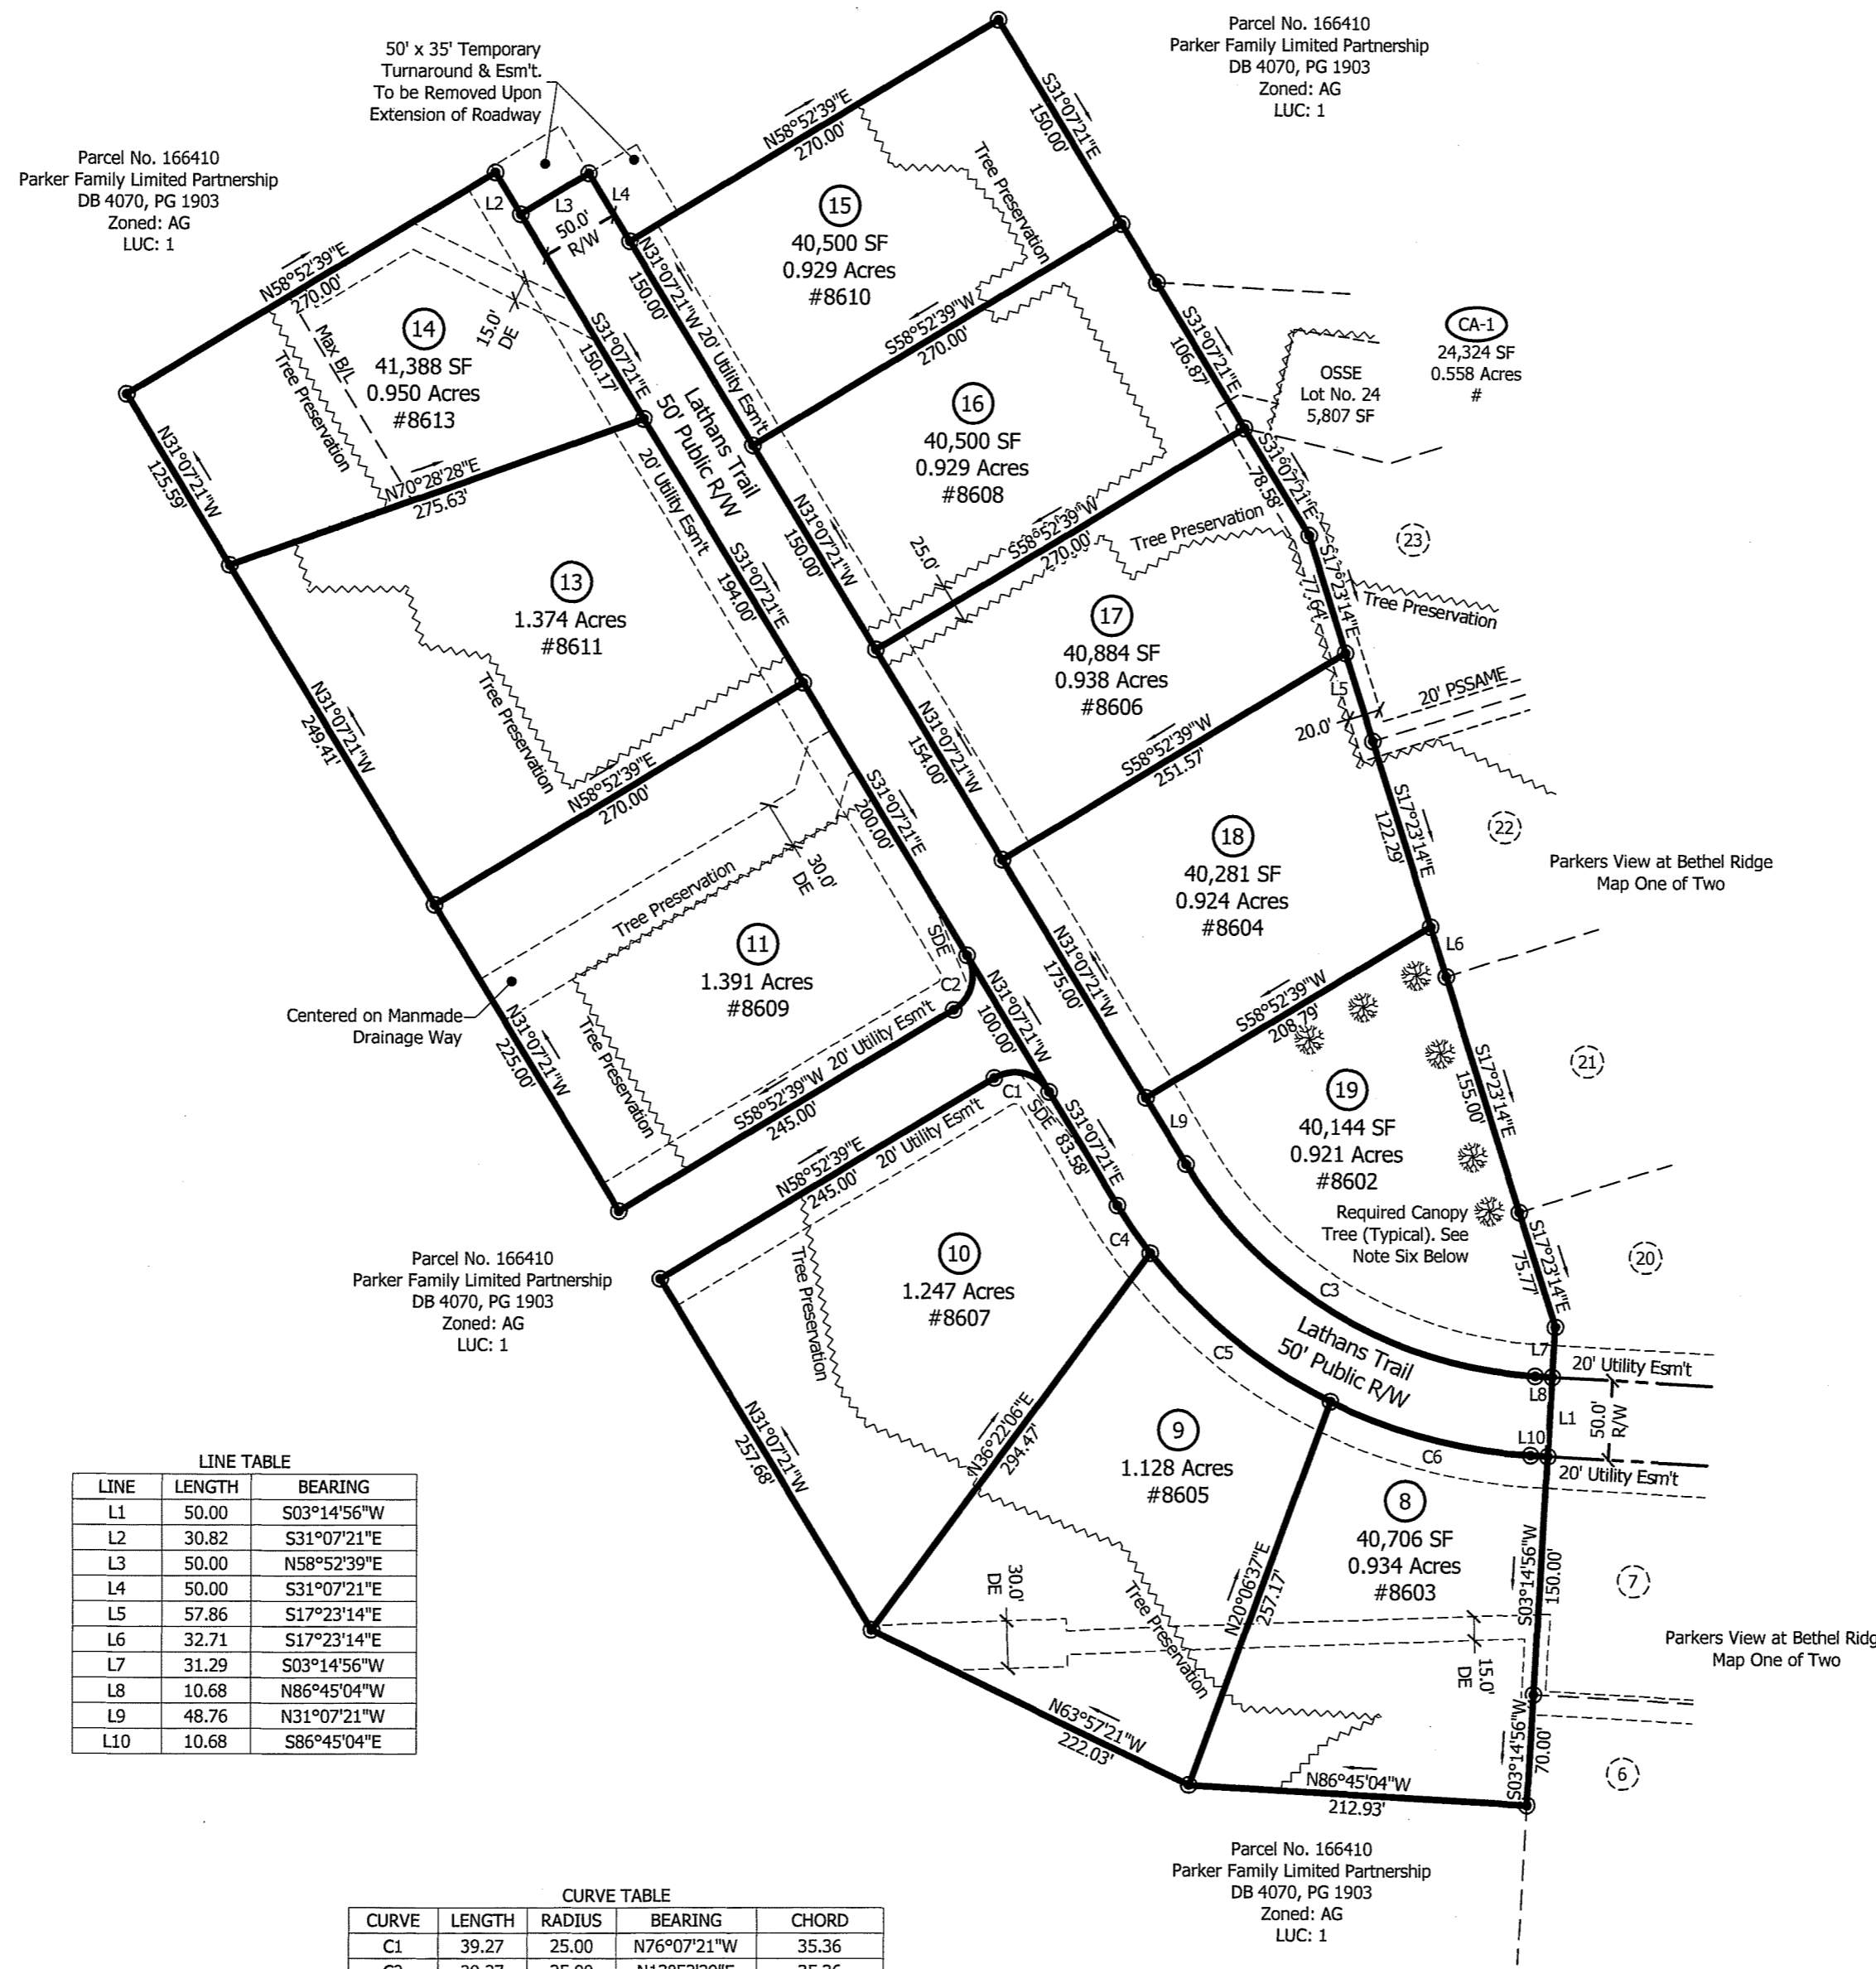 Parcel No. 166410
Parker Family Limited Partnership
DB 4070, PG 1903
Zoned: AG
LUC: 1
50' x 35' Temporary
Turnaround & Esm't.
To be Removed Upon
Extension of Roadway
Parcel No. 166410
Parker Family Limited Partnership
DB 4070, PG 1903
Zoned: AG
LUC: 1
N58°52'39"E
270.00'
S31°07'21"E
150.00'
Tree Preservation
15
40,500 SF
0.929 Acres
#8610
L2
L3
L4
50.0'
R/W
N58°52'39"E
270.00'
14
41,388 SF
0.950 Acres
#8613
15.0'
DE
Max B/L
Tree Preservation
S31°07'21"E
150.17'
N31°07'21"W
150.00'
20' Utility Esm't
Lathans Trail
50' Public R/W
S58°52'39"W
270.00'
16
40,500 SF
0.929 Acres
#8608
S31°07'21"E
106.87'
OSSE
Lot No. 24
5,807 SF
CA-1
24,324 SF
0.558 Acres
#
N31°07'21"W
125.59'
N70°28'28"E
275.63'
20' Utility Esm't
S31°07'21"E
78.58'
23
13
1.374 Acres
#8611
S31°07'21"E
194.00'
N31°07'21"W
150.00'
S58°52'39"W
270.00'
25.0'
Tree Preservation
S17°23'14"E
77.64'
Tree Preservation
17
40,884 SF
0.938 Acres
#8606
N31°07'21"W
249.41'
Tree Preservation
N58°52'39"E
270.00'
L5
20' PSSAME
20.0'
N31°07'21"W
154.00'
S58°52'39"W
251.57'
S31°07'21"E
200.00'
18
40,281 SF
0.924 Acres
#8604
S17°23'14"E
122.29'
22
Parkers View at Bethel Ridge
Map One of Two
30.0'
DE
Tree Preservation
11
1.391 Acres
#8609
SDE
C2
L6
Centered on Manmade
Drainage Way
N31°07'21"W
225.00'
Tree Preservation
20' Utility Esm't
S58°52'39"W
245.00'
N31°07'21"W
100.00'
N31°07'21"W
175.00'
S58°52'39"W
208.79'
S17°23'14"E
155.00'
21
19
40,144 SF
0.921 Acres
#8602
Required Canopy
Tree (Typical). See
Note Six Below
C1
SDE
S31°07'21"E
83.58'
L9
N58°52'39"E
245.00'
20' Utility Esm't
S17°23'14"E
75.77'
20
C4
C3
Parcel No. 166410
Parker Family Limited Partnership
DB 4070, PG 1903
Zoned: AG
LUC: 1
10
1.247 Acres
#8607
Tree Preservation
C5
Lathans Trail
50' Public R/W
L7
L8
20' Utility Esm't
L1
50.0'
R/W
L10
C6
20' Utility Esm't
N31°07'21"W
257.68'
N36°22'06"E
294.47'
9
1.128 Acres
#8605
8
40,706 SF
0.934 Acres
#8603
S03°14'56"W
150.00'
7
N20°06'37"E
257.17'
30.0'
DE
Tree Preservation
15.0'
DE
Parkers View at Bethel Ridg
Map One of Two
N63°57'21"W
222.03'
S03°14'56"W
70.00'
6
N86°45'04"W
212.93'
Parcel No. 166410
Parker Family Limited Partnership
DB 4070, PG 1903
Zoned: AG
LUC: 1
LINE TABLE
LINE LENGTH BEARING
L1 50.00 S03°14'56"W
L2 30.82 S31°07'21"E
L3 50.00 N58°52'39"E
L4 50.00 S31°07'21"E
L5 57.86 S17°23'14"E
L6 32.71 S17°23'14"E
L7 31.29 S03°14'56"W
L8 10.68 N86°45'04"W
L9 48.76 N31°07'21"W
L10 10.68 S86°45'04"E
CURVE TABLE
CURVE LENGTH RADIUS BEARING CHORD
C1 39.27 25.00 N76°07'21"W 35.36